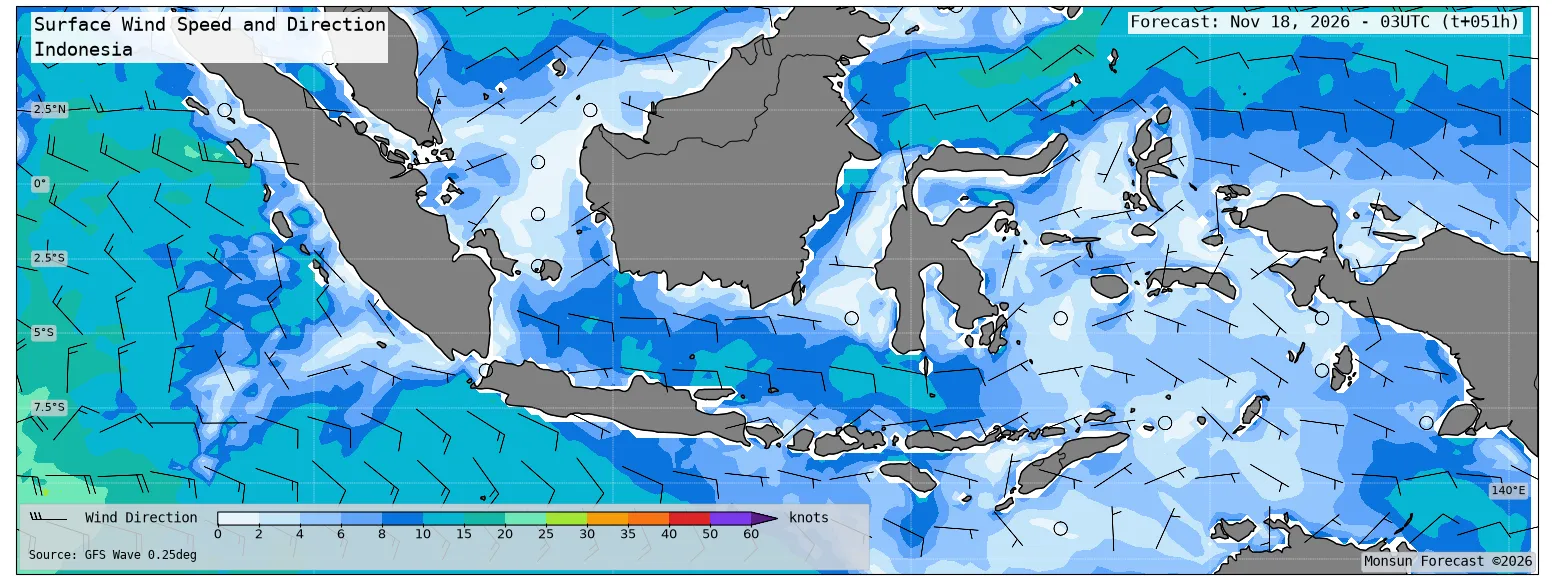 Surface Wind Speed and Direction
Indonesia
Forecast: Nov 18, 2026 - 03UTC (t+051h)
2.5°N
0°
2.5°S
5°S
7.5°S
140°E
Wind Direction
0 2 4 6 8 10 15 20 25 30 35 40 50 60
knots
Source: GFS Wave 0.25deg
Monsun Forecast ©2026